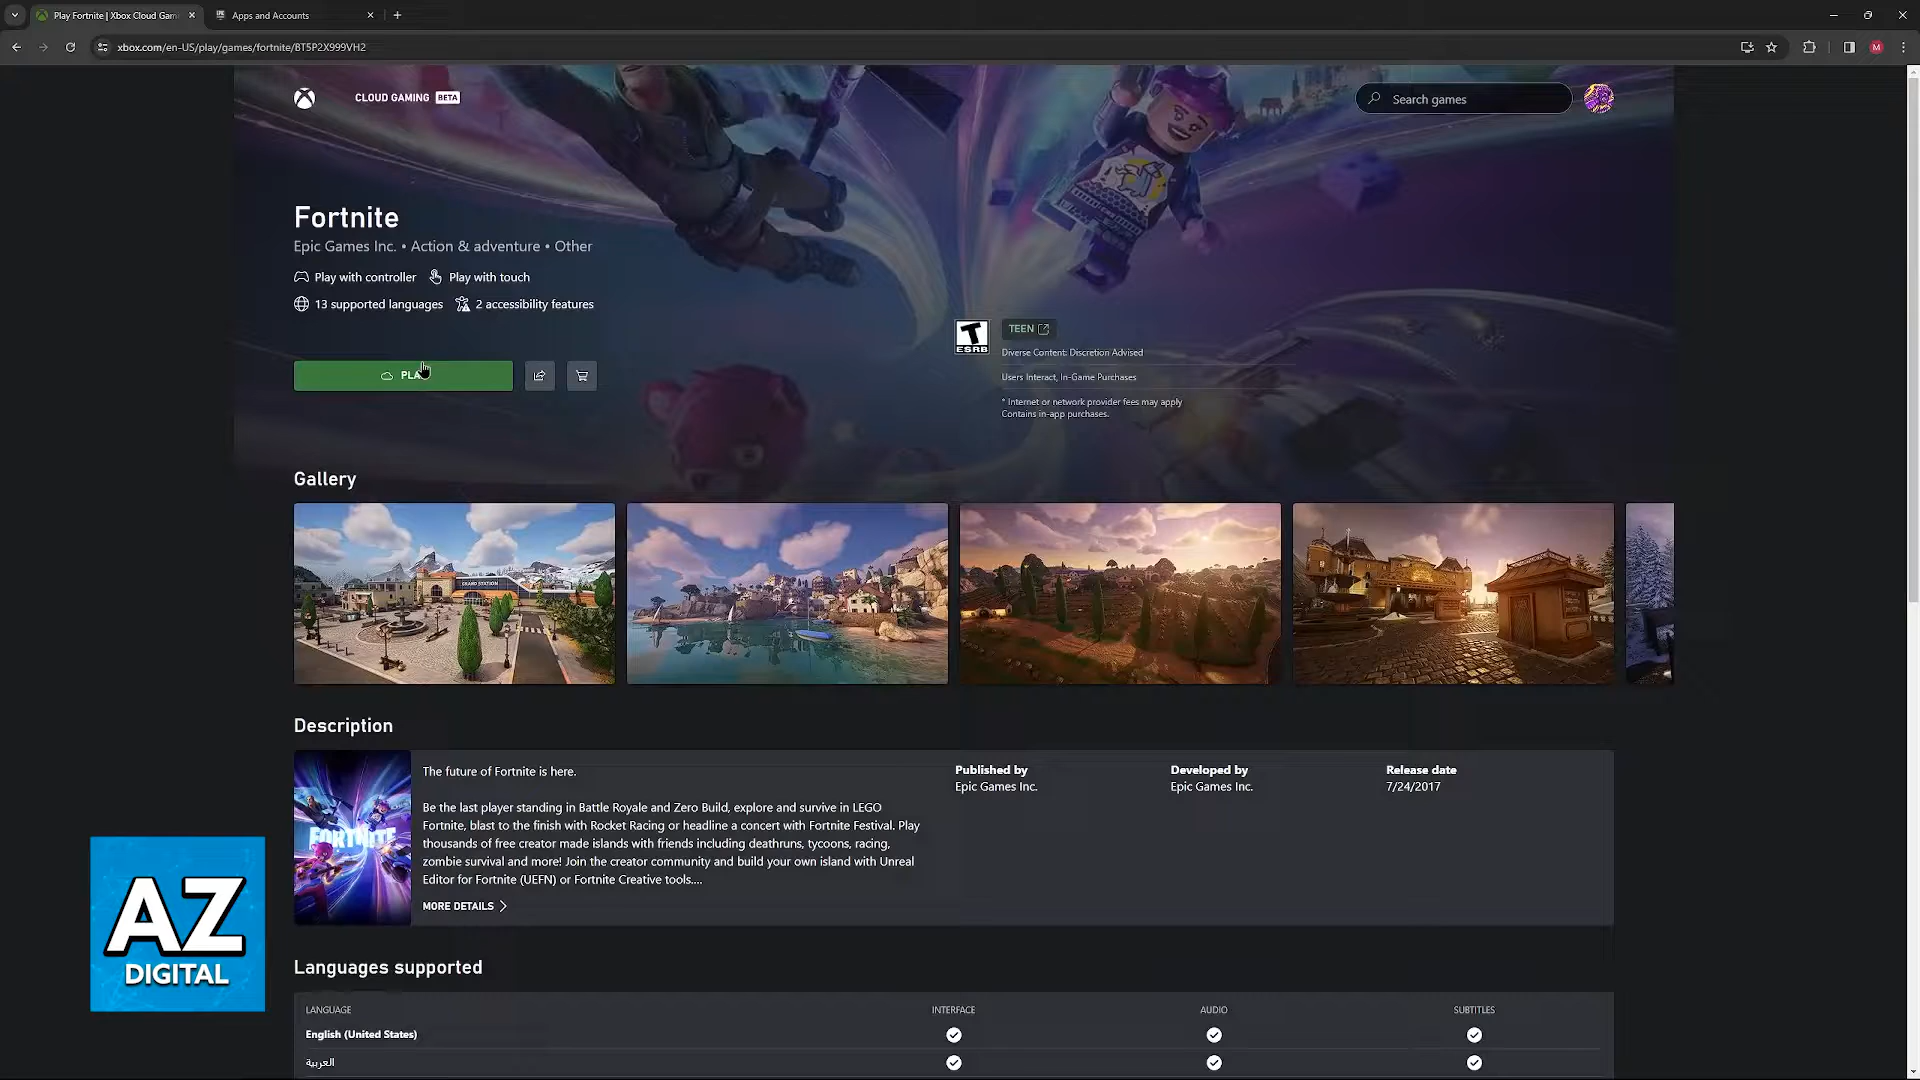 Play Fortnite | Xbox Cloud Gam
Apps and Accounts
xbox.com/en-US/play/games/fortnite/BT5P2X999VH2
M
CLOUD GAMING BETA
Search games
Fortnite
Epic Games Inc. • Action & adventure • Other
Play with controller
Play with touch
13 supported languages
2 accessibility features
PLA
T
ESRB
TEEN
Diverse Content: Discretion Advised
Users Interact, In-Game Purchases
* Internet or network provider fees may apply
Contains in-app purchases.
Gallery
GRAND STATION
Description
FORTNITE
The future of Fortnite is here.
Be the last player standing in Battle Royale and Zero Build, explore and survive in LEGO
Fortnite, blast to the finish with Rocket Racing or headline a concert with Fortnite Festival. Play
thousands of free creator made islands with friends including deathruns, tycoons, racing,
zombie survival and more! Join the creator community and build your own island with Unreal
Editor for Fortnite (UEFN) or Fortnite Creative tools....
MORE DETAILS
Published by
Epic Games Inc.
Developed by
Epic Games Inc.
Release date
7/24/2017
AZ
DIGITAL
Languages supported
LANGUAGE INTERFACE AUDIO SUBTITLES
English (United States)
العربية